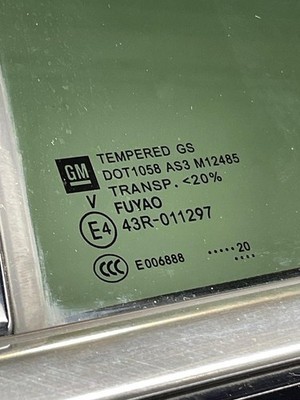 TEMPERED GS
GM DOT1058 AS3 M12485
TRANSP. <20%
V FUYAO
E4 43R-011297
CCC E006888 •••••20
••••